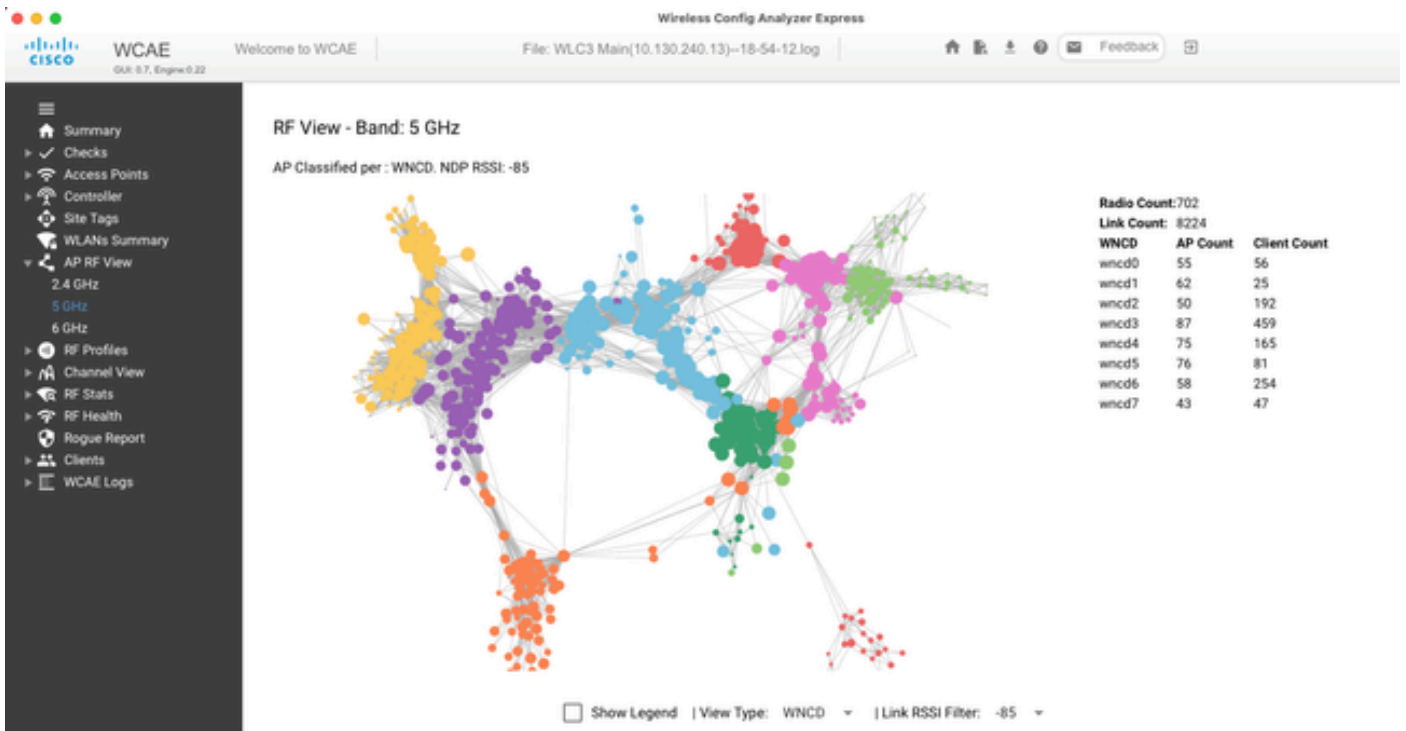 Wireless Config Analyzer Express
CISCO
WCAE
GUI: 0.7, Engine:0.22
Welcome to WCAE
File: WLC3 Main(10.130.240.13)--18-54-12.log
Feedback
Summary
Checks
Access Points
Controller
Site Tags
WLANs Summary
AP RF View
2.4 GHz
5 GHz
6 GHz
RF Profiles
Channel View
RF Stats
RF Health
Rogue Report
Clients
WCAE Logs
RF View - Band: 5 GHz
AP Classified per : WNCD. NDP RSSI: -85
Radio Count:702
Link Count: 8224
WNCD AP Count Client Count
wncd0 55 56
wncd1 62 25
wncd2 50 192
wncd3 87 459
wncd4 75 165
wncd5 76 81
wncd6 58 254
wncd7 43 47
Show Legend | View Type: WNCD | Link RSSI Filter: -85